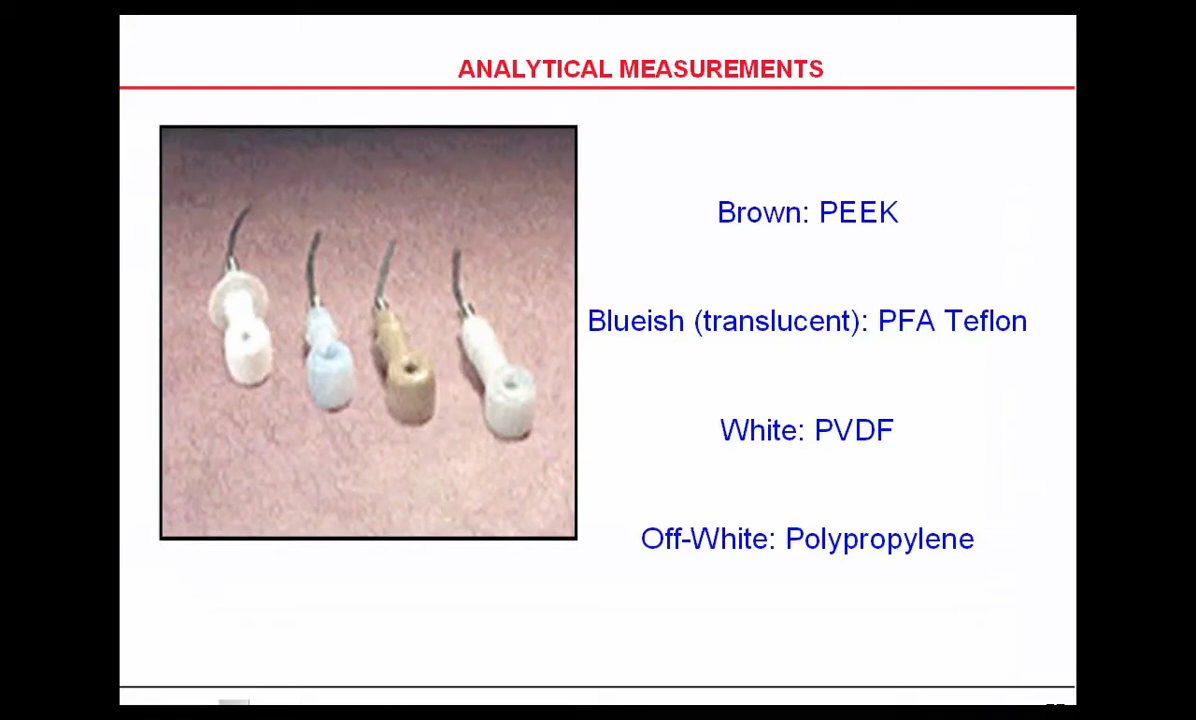 ANALYTICAL MEASUREMENTS
Brown: PEEK
Blueish (translucent): PFA Teflon
White: PVDF
Off-White: Polypropylene